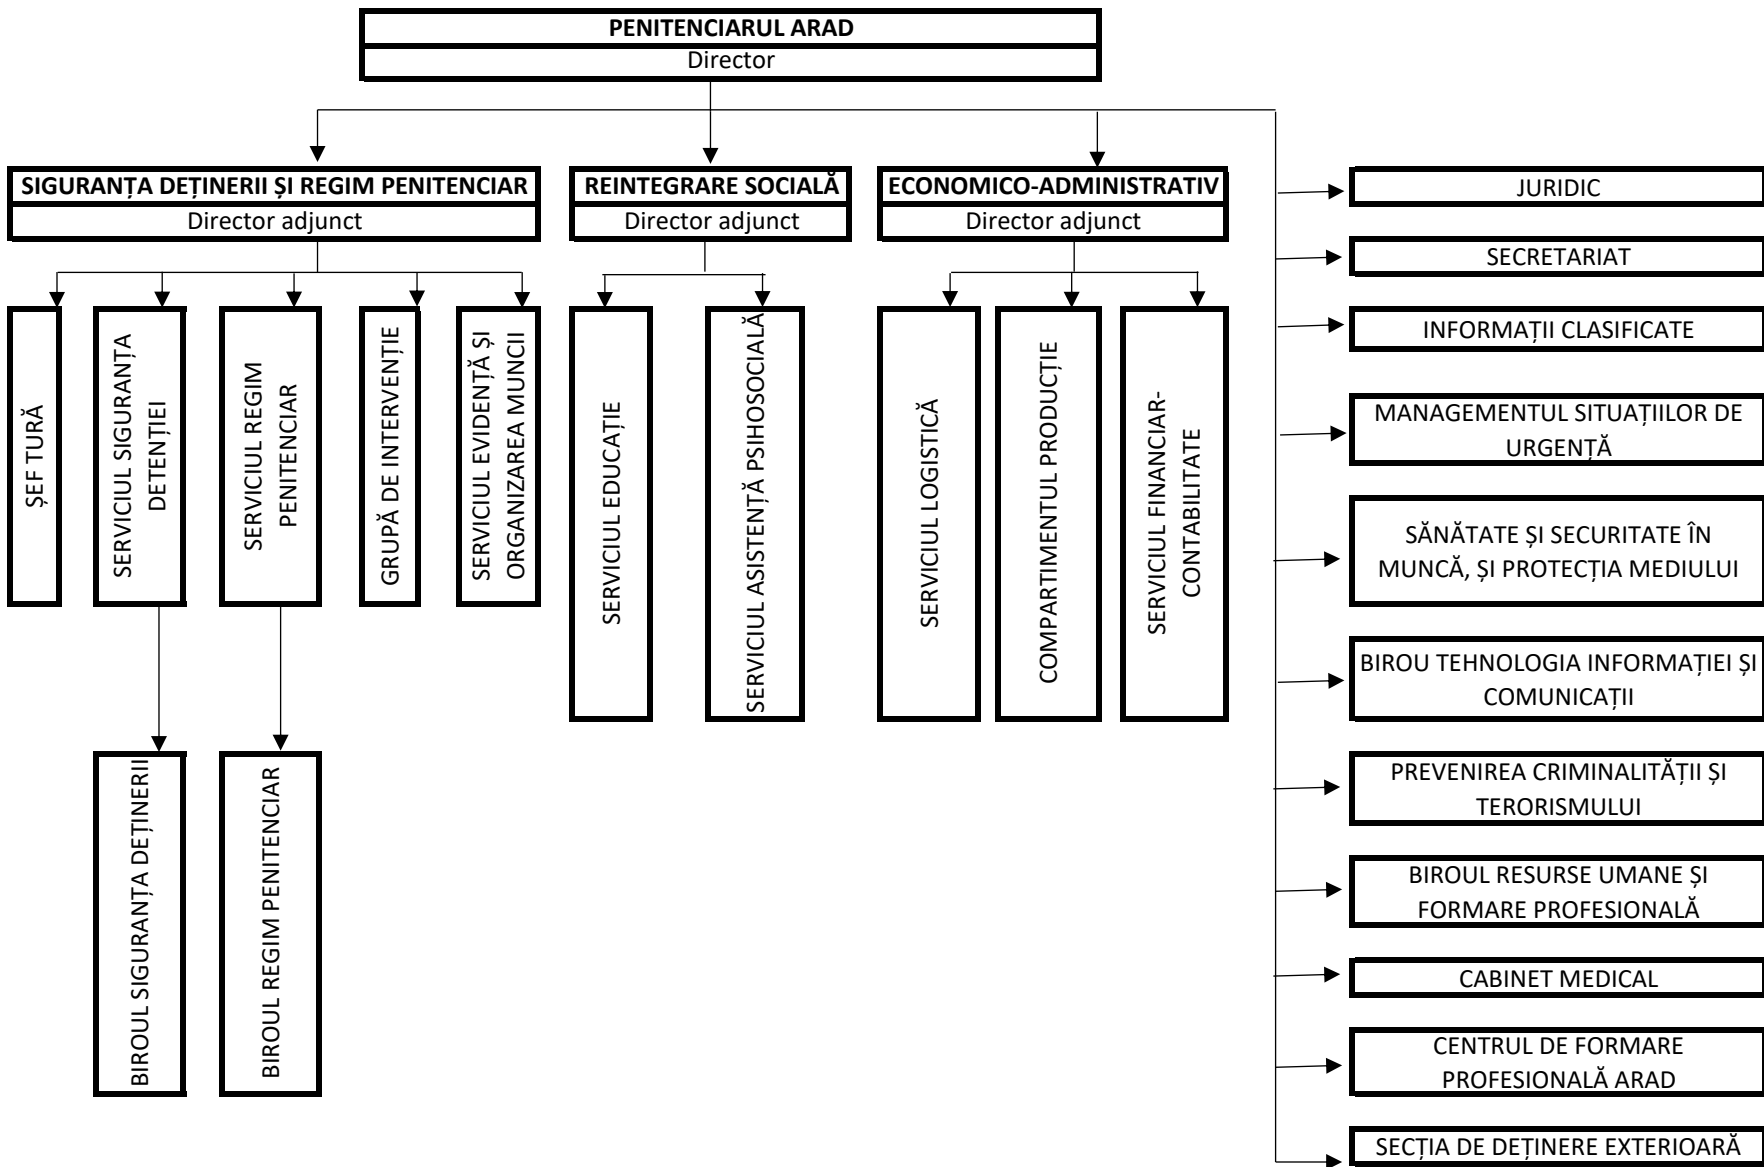 PENITENCIARUL ARAD
Director
SIGURANȚA DEȚINERII ȘI REGIM PENITENCIAR
Director adjunct
REINTEGRARE SOCIALĂ
Director adjunct
ECONOMICO-ADMINISTRATIV
Director adjunct
ȘEF TURĂ
SERVICIUL SIGURANȚA
DETENȚIEI
SERVICIUL REGIM
PENITENCIAR
GRUPĂ DE INTERVENȚIE
SERVICIUL EVIDENȚĂ ȘI
ORGANIZAREA MUNCII
SERVICIUL EDUCAȚIE
SERVICIUL ASISTENȚĂ PSIHOSOCIALĂ
SERVICIUL LOGISTICĂ
COMPARTIMENTUL PRODUCȚIE
SERVICIUL FINANCIAR-
CONTABILITATE
BIROUL SIGURANȚA DEȚINERII
BIROUL REGIM PENITENCIAR
JURIDIC
SECRETARIAT
INFORMAȚII CLASIFICATE
MANAGEMENTUL SITUAȚIILOR DE
URGENȚĂ
SĂNĂTATE ȘI SECURITATE ÎN
MUNCĂ, ȘI PROTECȚIA MEDIULUI
BIROU TEHNOLOGIA INFORMAȚIEI ȘI
COMUNICAȚII
PREVENIREA CRIMINALITĂȚII ȘI
TERORISMULUI
BIROUL RESURSE UMANE ȘI
FORMARE PROFESIONALĂ
CABINET MEDICAL
CENTRUL DE FORMARE
PROFESIONALĂ ARAD
SECȚIA DE DEȚINERE EXTERIOARĂ